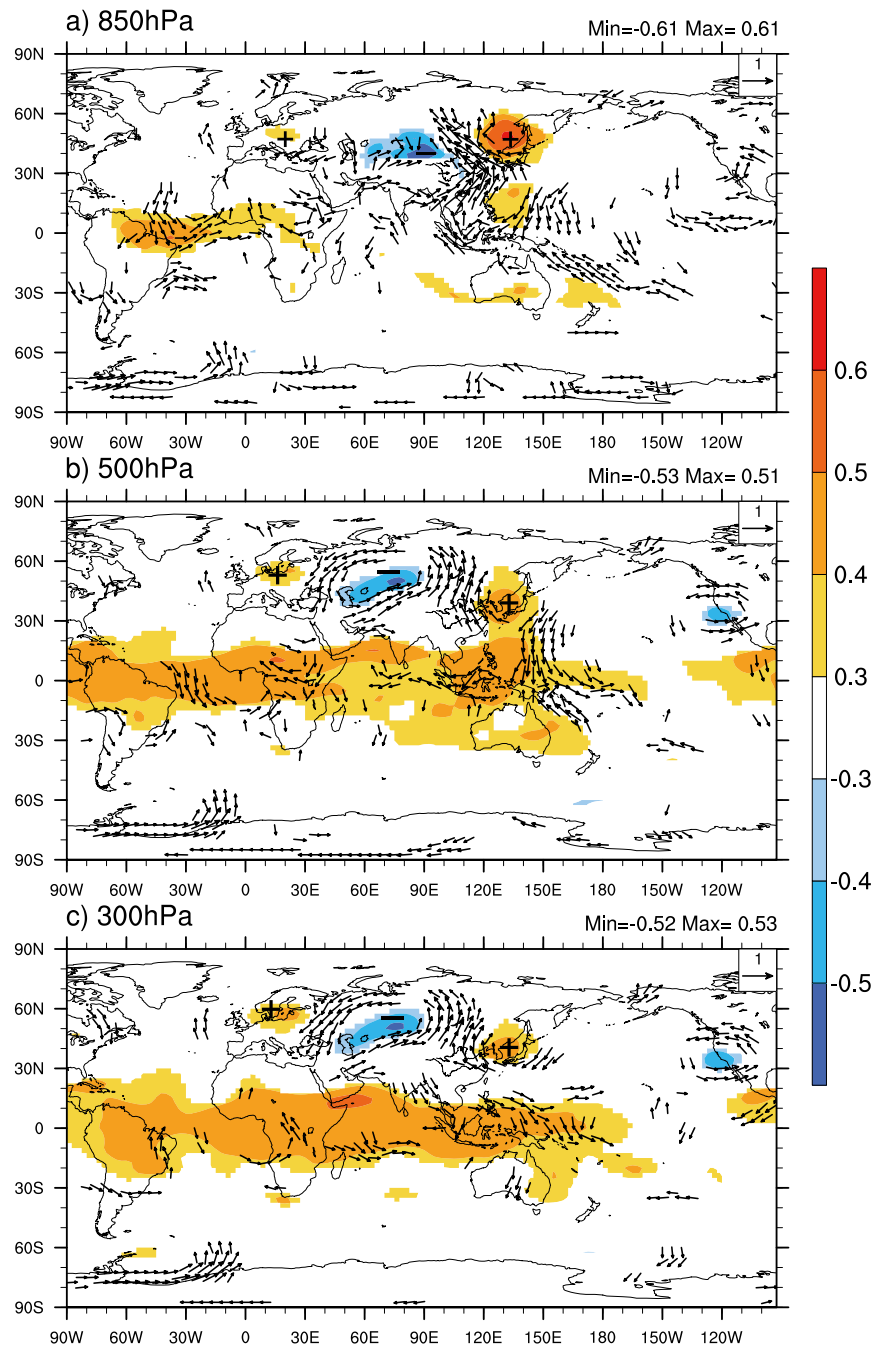 a) 850hPa
Min=-0.61 Max= 0.61
1
90N
60N
30N
0
30S
60S
90S
90W 60W 30W 0 30E 60E 90E 120E 150E 180 120W
b) 500hPa
Min=-0.53 Max= 0.51
1
90N
60N
30N
0
30S
60S
90S
90W 60W 30W 0 30E 60E 90E 120E 150E 180 120W
c) 300hPa
Min=-0.52 Max= 0.53
1
90N
60N
30N
0
30S
60S
90S
90W 60W 30W 0 30E 60E 90E 120E 150E 180 120W
0.6
0.5
0.4
0.3
-0.3
-0.4
-0.5